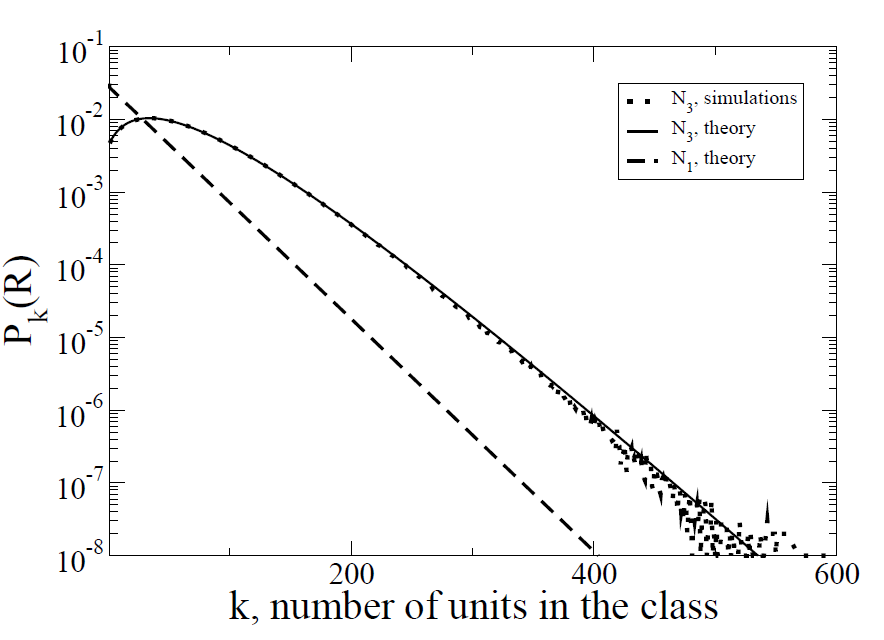 10^-1
10^-2
10^-3
10^-4
10^-5
10^-6
10^-7
10^-8
P_k(R)
N_3, simulations
N_3, theory
N_1, theory
200 400 600
k, number of units in the class